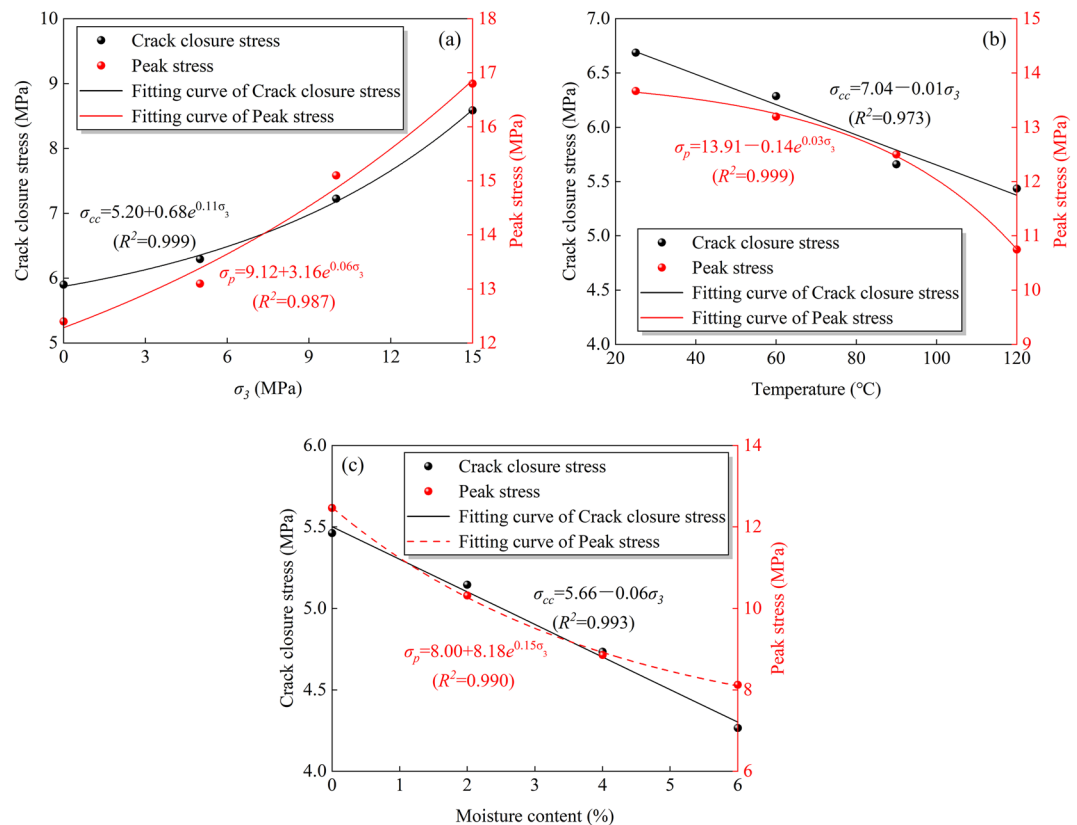 (a)
Crack closure stress
Peak stress
Fitting curve of Crack closure stress
Fitting curve of Peak stress
σcc=5.20+0.68e^0.11σ3
(R²=0.999)
σp=9.12+3.16e^0.06σ3
(R²=0.987)
Crack closure stress (MPa)
10
9
8
7
6
5
Peak stress (MPa)
18
17
16
15
14
13
12
0 3 6 9 12 15
σ3 (MPa)
(b)
σcc=7.04−0.01σ3
(R²=0.973)
σp=13.91−0.14e^0.03σ3
(R²=0.999)
Crack closure stress
Peak stress
Fitting curve of Crack closure stress
Fitting curve of Peak stress
Crack closure stress (MPa)
7.0
6.5
6.0
5.5
5.0
4.5
4.0
Peak stress (MPa)
15
14
13
12
11
10
9
20 40 60 80 100 120
Temperature (℃)
(c)
Crack closure stress
Peak stress
Fitting curve of Crack closure stress
Fitting curve of Peak stress
σcc=5.66−0.06σ3
(R²=0.993)
σp=8.00+8.18e^0.15σ3
(R²=0.990)
Crack closure stress (MPa)
6.0
5.5
5.0
4.5
4.0
Peak stress (MPa)
14
12
10
8
6
0 1 2 3 4 5 6
Moisture content (%)